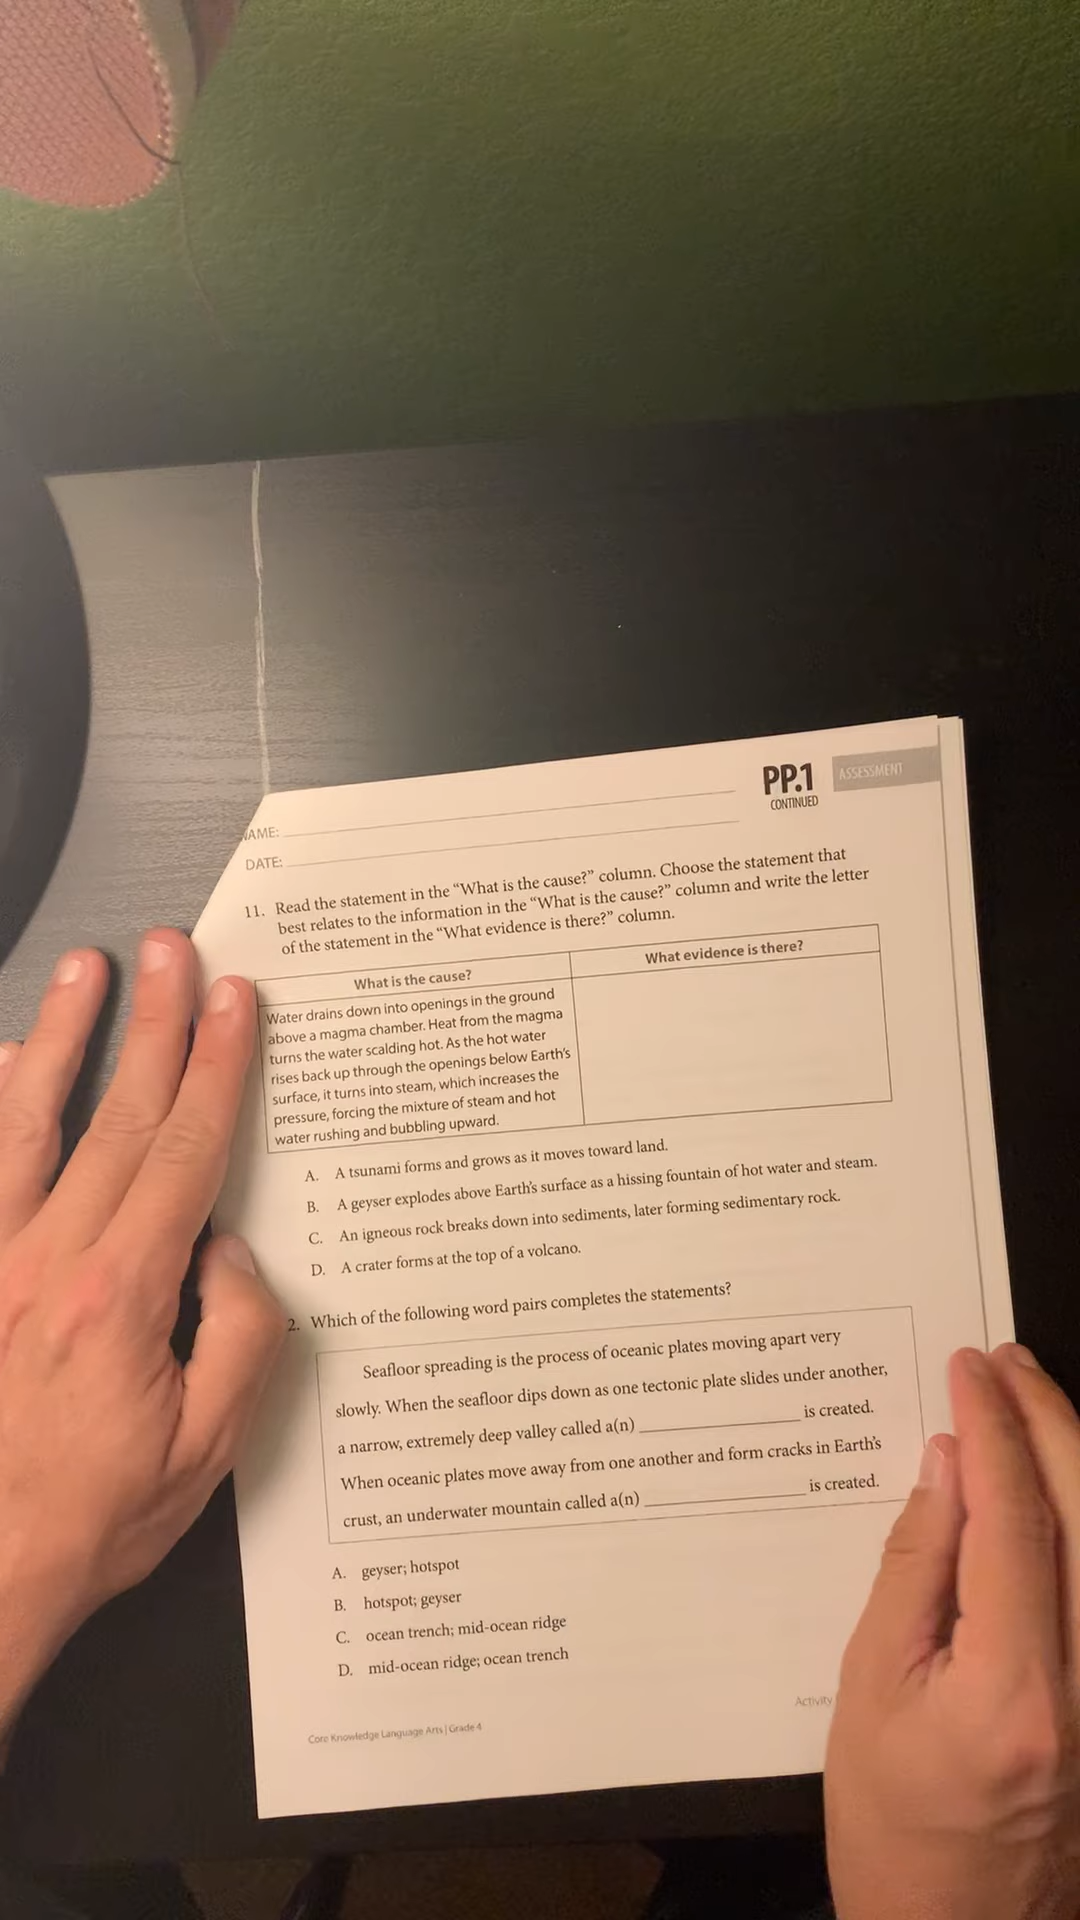 PP.1
ASSESSMENT
CONTINUED
NAME:
DATE:
11. Read the statement in the “What is the cause?” column. Choose the statement that
best relates to the information in the “What is the cause?” column and write the letter
of the statement in the “What evidence is there?” column.
What is the cause?
What evidence is there?
Water drains down into openings in the ground
above a magma chamber. Heat from the magma
turns the water scalding hot. As the hot water
rises back up through the openings below Earth’s
surface, it turns into steam, which increases the
pressure, forcing the mixture of steam and hot
water rushing and bubbling upward.
A. A tsunami forms and grows as it moves toward land.
B. A geyser explodes above Earth’s surface as a hissing fountain of hot water and steam.
C. An igneous rock breaks down into sediments, later forming sedimentary rock.
D. A crater forms at the top of a volcano.
2. Which of the following word pairs completes the statements?
Seafloor spreading is the process of oceanic plates moving apart very
slowly. When the seafloor dips down as one tectonic plate slides under another,
a narrow, extremely deep valley called a(n) ____________ is created.
When oceanic plates move away from one another and form cracks in Earth’s
crust, an underwater mountain called a(n) ____________ is created.
A. geyser; hotspot
B. hotspot; geyser
C. ocean trench; mid-ocean ridge
D. mid-ocean ridge; ocean trench
Activity
Core Knowledge Language Arts | Grade 4